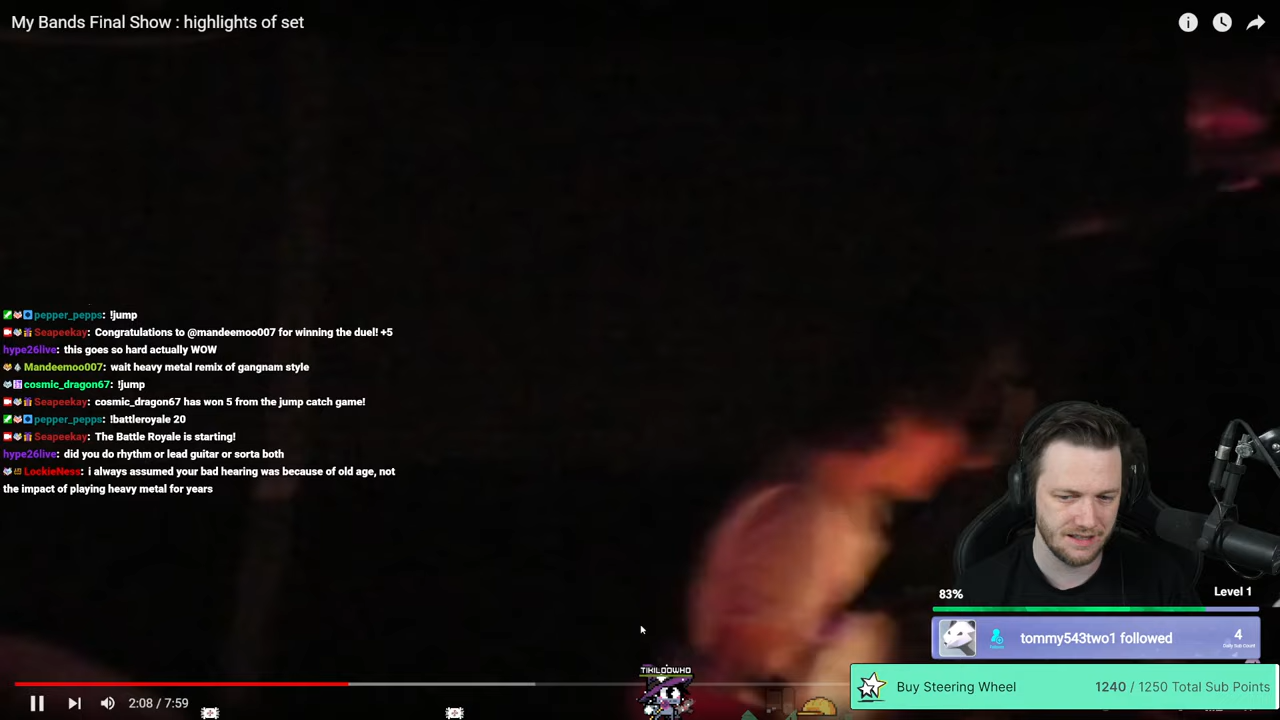 My Bands Final Show : highlights of set
pepper_pepps: !jump
Seapeekay: Congratulations to @mandeemoo007 for winning the duel! +5
hype26live: this goes so hard actually WOW
Mandeemoo007: wait heavy metal remix of gangnam style
cosmic_dragon67: !jump
Seapeekay: cosmic_dragon67 has won 5 from the jump catch game!
pepper_pepps: !battleroyale 20
Seapeekay: The Battle Royale is starting!
hype26live: did you do rhythm or lead guitar or sorta both
LockieNess: i always assumed your bad hearing was because of old age, not
the impact of playing heavy metal for years
83% Level 1
tommy543two1 followed 4
Daily Sub Count
TIKILOOWHO
Buy Steering Wheel 1240 / 1250 Total Sub Points
2:08 / 7:59